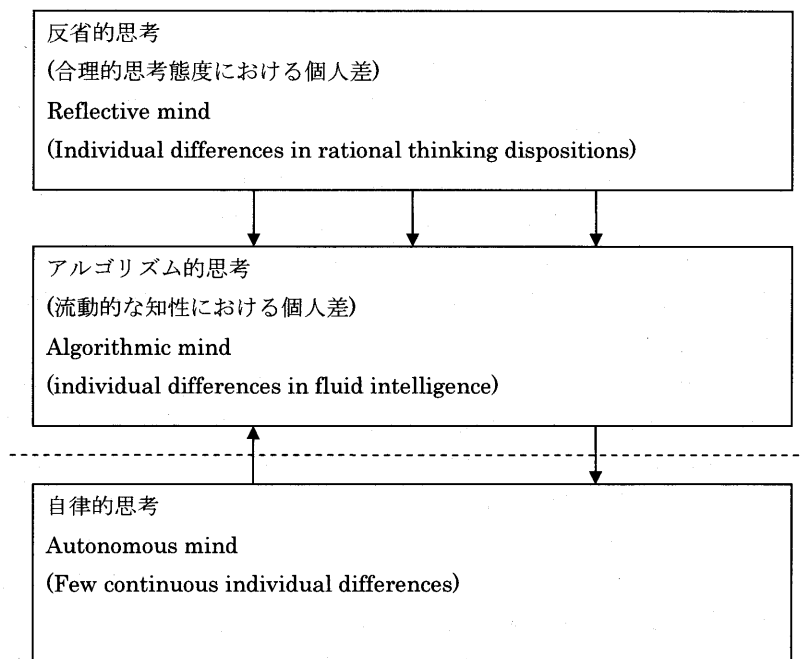 反省的思考
(合理的思考態度における個人差)
Reflective mind
(Individual differences in rational thinking dispositions)
アルゴリズム的思考
(流動的な知性における個人差)
Algorithmic mind
(individual differences in fluid intelligence)
自律的思考
Autonomous mind
(Few continuous individual differences)